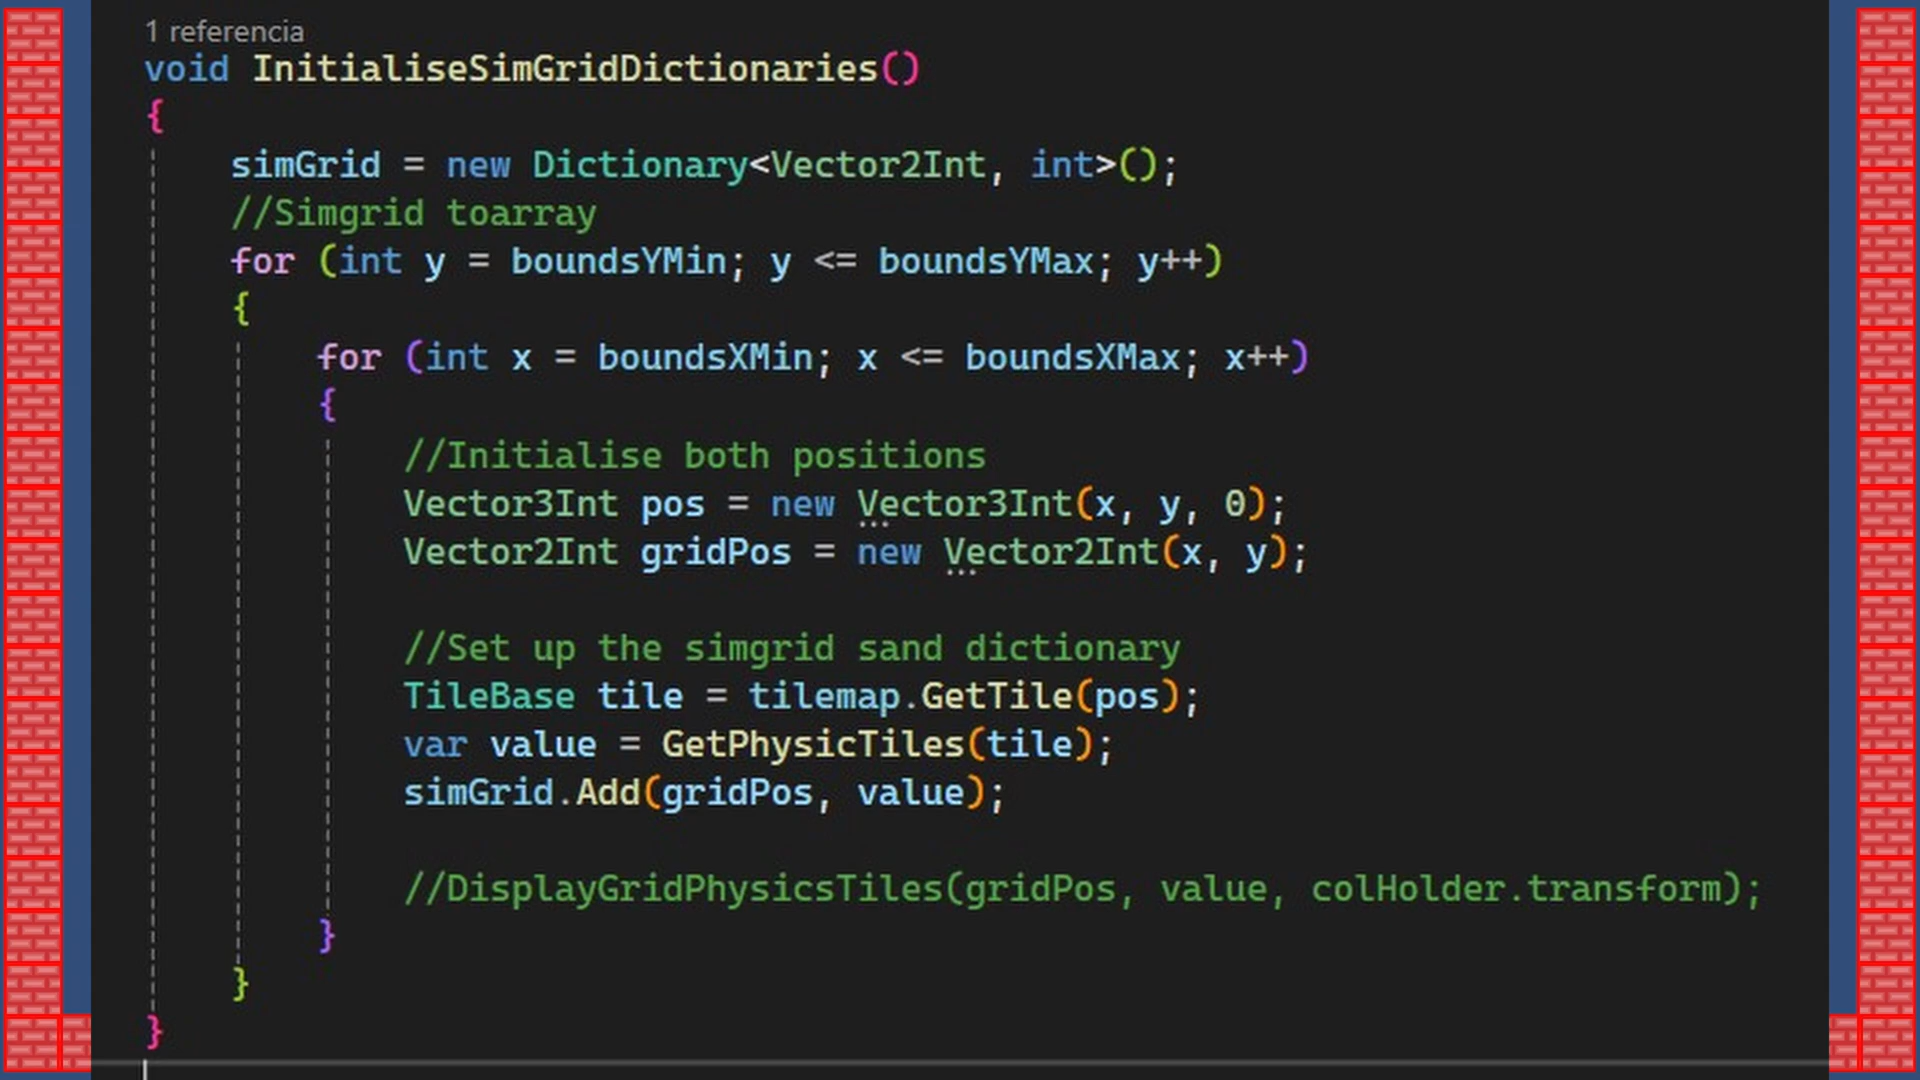 1 referencia
void InitialiseSimGridDictionaries()
{
simGrid = new Dictionary<Vector2Int, int>();
//Simgrid toarray
for (int y = boundsYMin; y <= boundsYMax; y++)
{
for (int x = boundsXMin; x <= boundsXMax; x++)
{
//Initialise both positions
Vector3Int pos = new Vector3Int(x, y, 0);
Vector2Int gridPos = new Vector2Int(x, y);
//Set up the simgrid sand dictionary
TileBase tile = tilemap.GetTile(pos);
var value = GetPhysicTiles(tile);
simGrid.Add(gridPos, value);
//DisplayGridPhysicsTiles(gridPos, value, colHolder.transform);
}
}
}